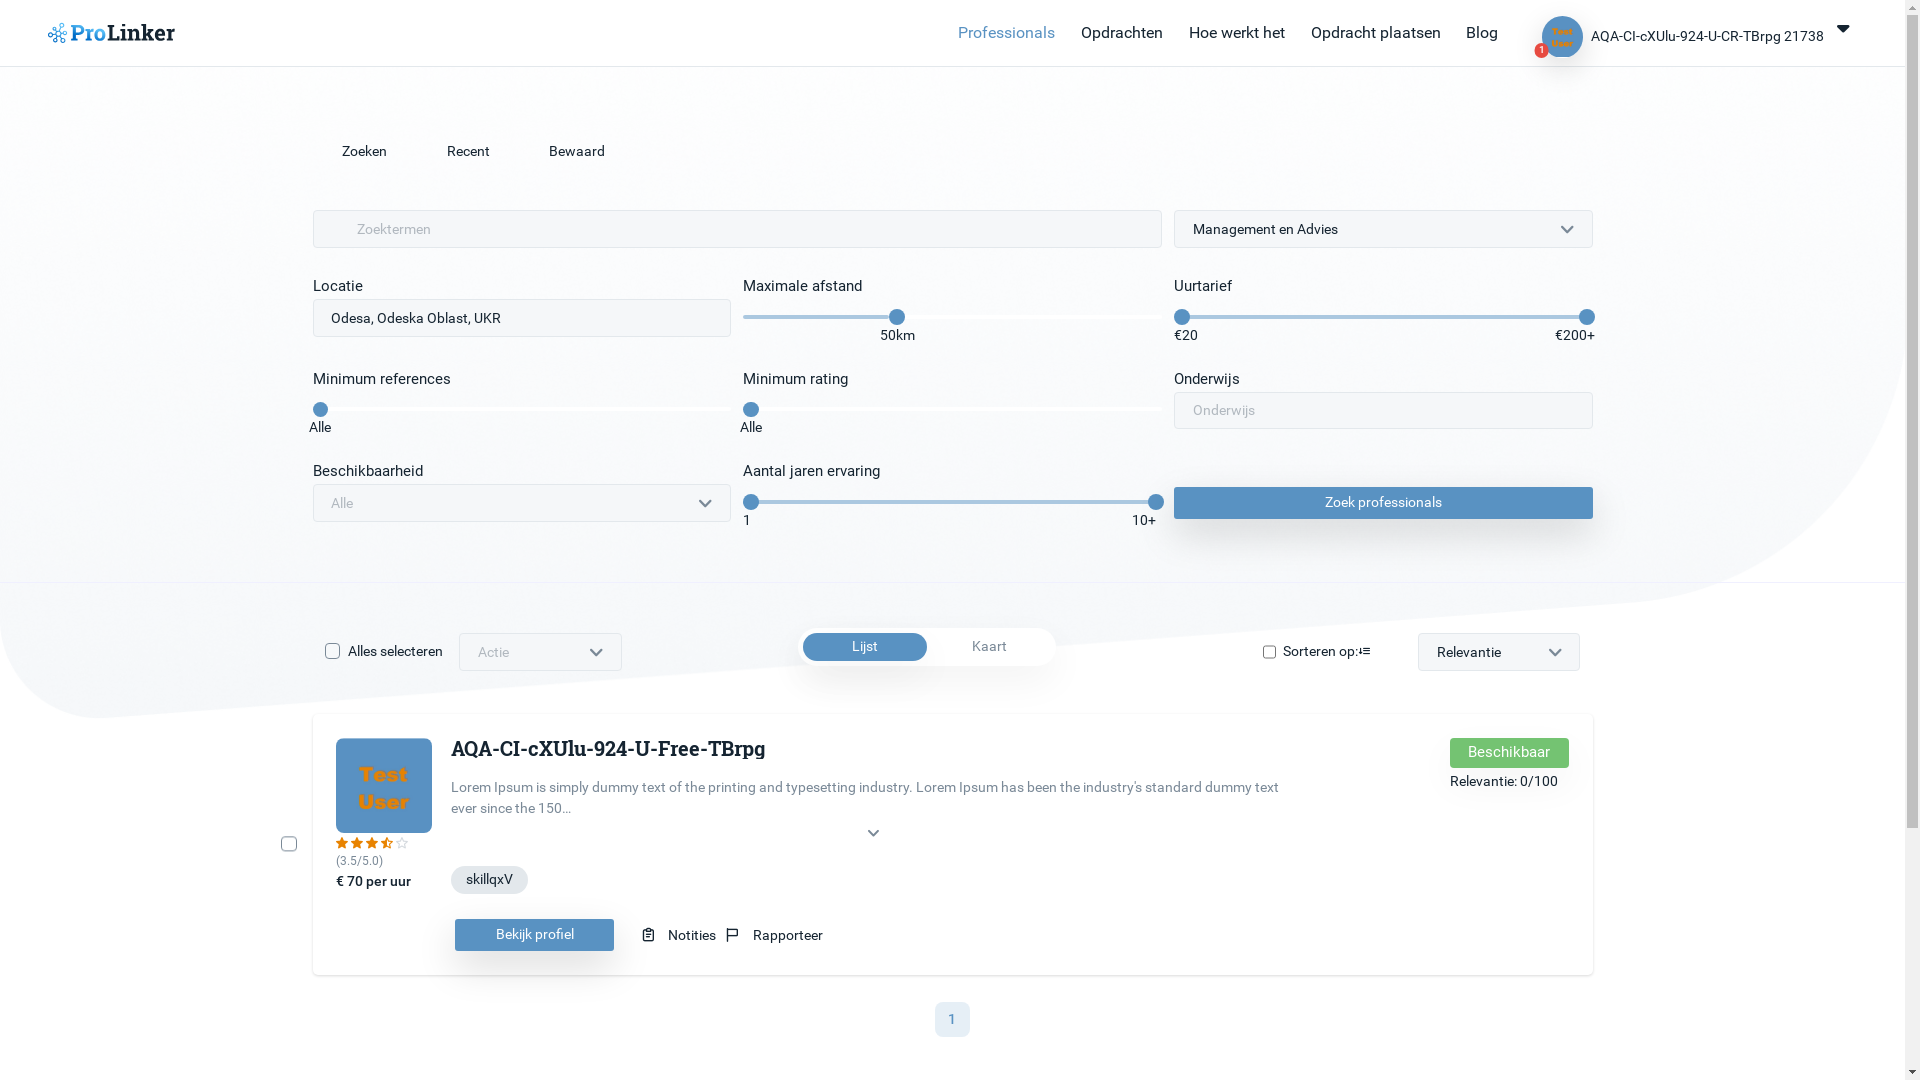 ProLinker
Professionals
Opdrachten
Hoe werkt het
Opdracht plaatsen
Blog
Test
User
1
AQA-CI-cXUlu-924-U-CR-TBrpg 21738
Zoeken
Recent
Bewaard
Zoektermen
Management en Advies
Locatie
Maximale afstand
Uurtarief
Odesa, Odeska Oblast, UKR
50km
€20
€200+
Minimum references
Minimum rating
Onderwijs
Onderwijs
Alle
Alle
Beschikbaarheid
Aantal jaren ervaring
Alle
1
10+
Zoek professionals
Alles selecteren
Actie
Lijst
Kaart
Sorteren op:
Relevantie
Test
User
(3.5/5.0)
€ 70 per uur
AQA-CI-cXUlu-924-U-Free-TBrpg
Lorem Ipsum is simply dummy text of the printing and typesetting industry. Lorem Ipsum has been the industry's standard dummy text
ever since the 150...
skillqxV
Bekijk profiel
Notities
Rapporteer
Beschikbaar
Relevantie: 0/100
1